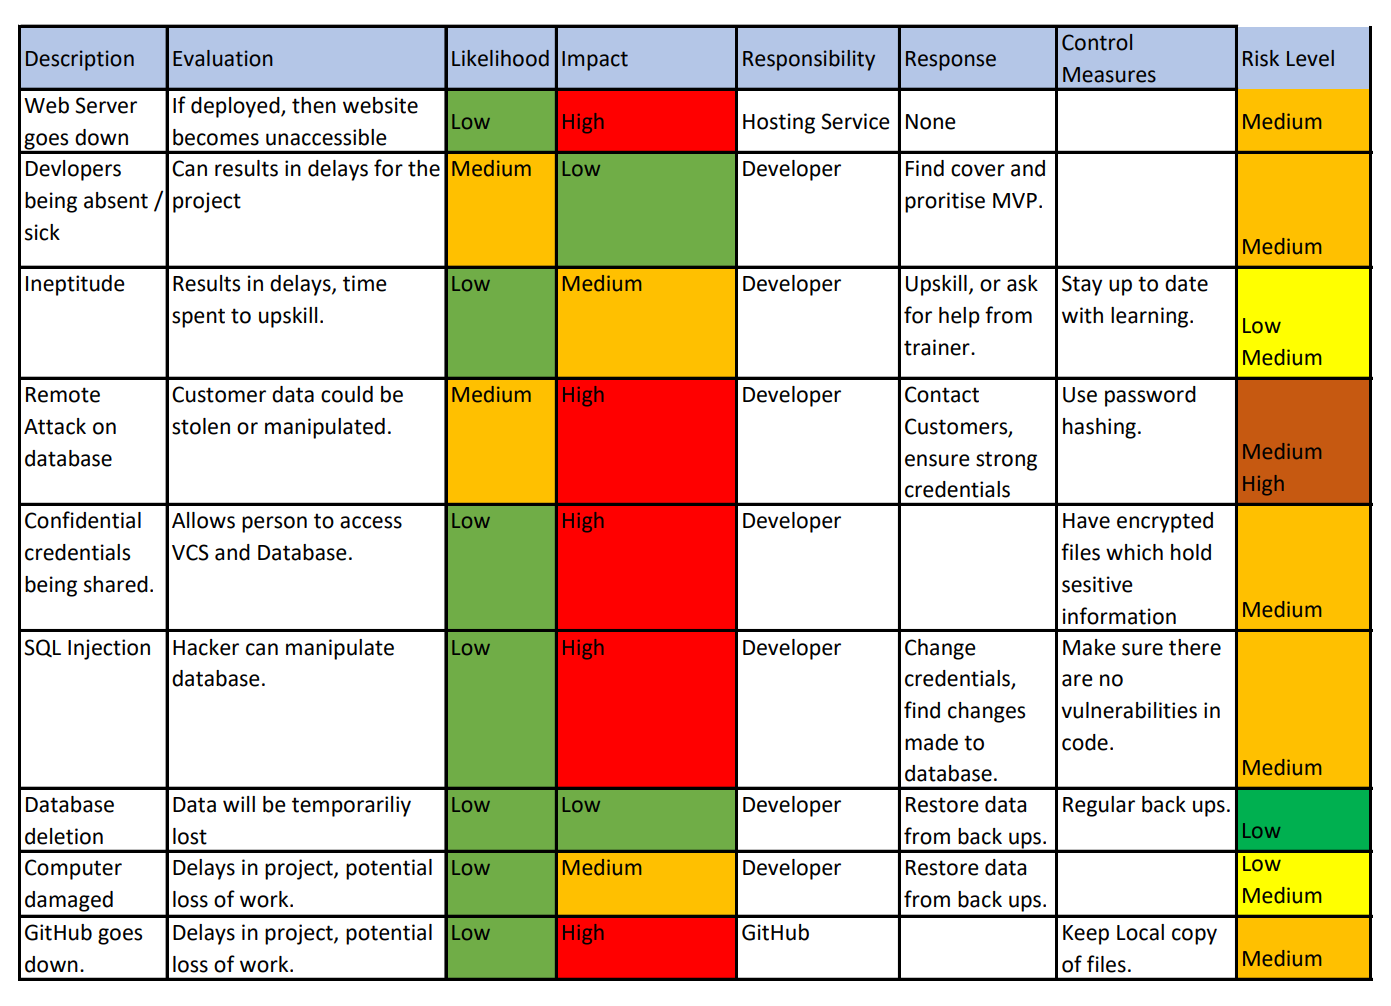 Description Evaluation Likelihood Impact Responsibility Response Control Measures Risk Level
Web Server goes down
If deployed, then website becomes unaccessible
Low
High
Hosting Service
None
Medium
Devlopers being absent / sick
Can results in delays for the project
Medium
Low
Developer
Find cover and proritise MVP.
Medium
Ineptitude
Results in delays, time spent to upskill.
Low
Medium
Developer
Upskill, or ask for help from trainer.
Stay up to date with learning.
Low Medium
Remote Attack on database
Customer data could be stolen or manipulated.
Medium
High
Developer
Contact Customers, ensure strong credentials
Use password hashing.
Medium High
Confidential credentials being shared.
Allows person to access VCS and Database.
Low
High
Developer
Have encrypted files which hold sesitive information
Medium
SQL Injection
Hacker can manipulate database.
Low
High
Developer
Change credentials, find changes made to database.
Make sure there are no vulnerabilities in code.
Medium
Database deletion
Data will be temporariliy lost
Low
Low
Developer
Restore data from back ups.
Regular back ups.
Low
Computer damaged
Delays in project, potential loss of work.
Low
Medium
Developer
Restore data from back ups.
Low Medium
GitHub goes down.
Delays in project, potential loss of work.
Low
High
GitHub
Keep Local copy of files.
Medium